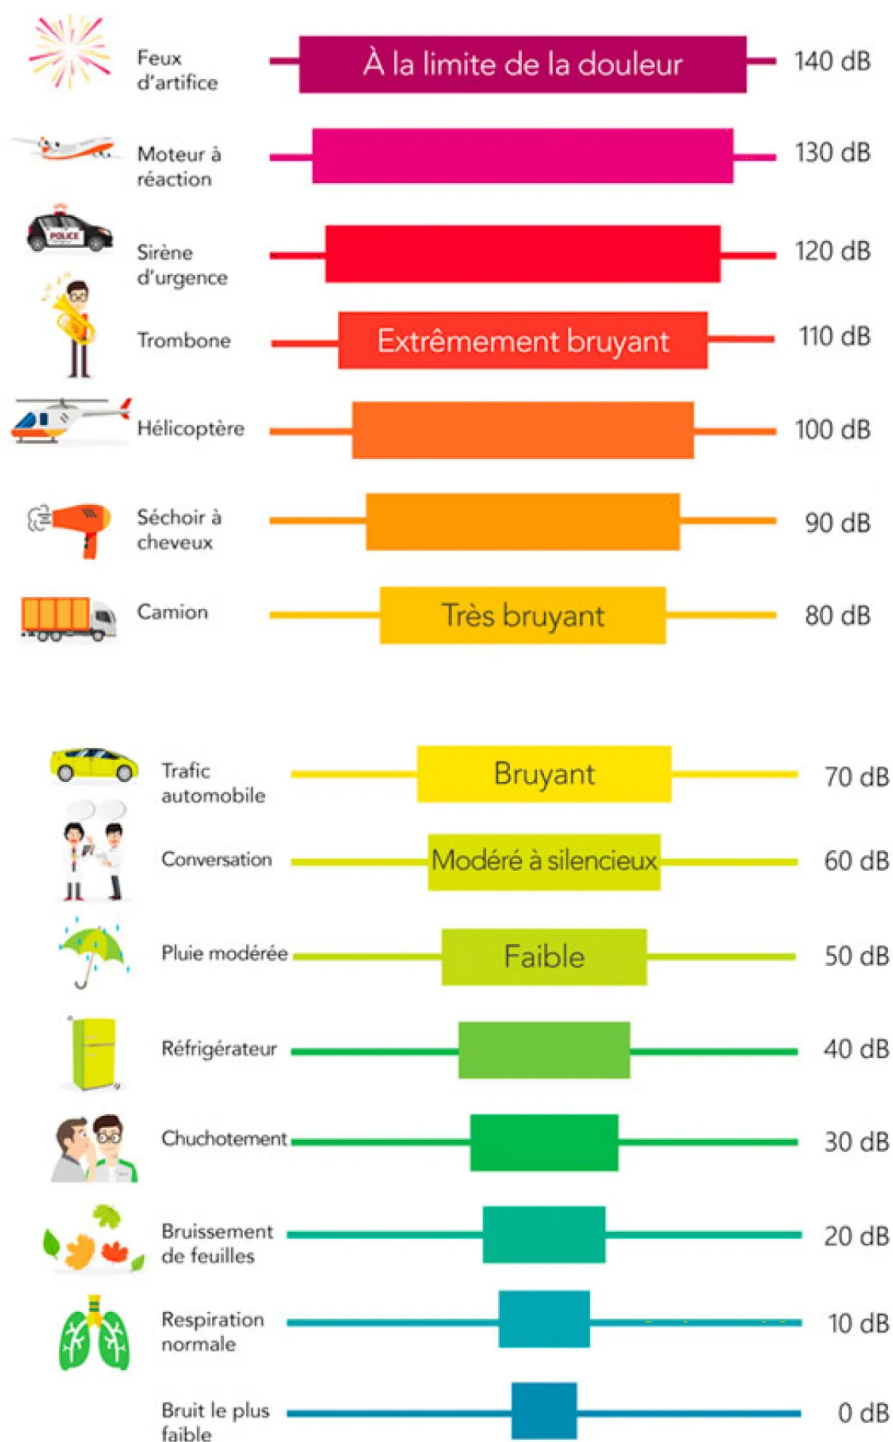 Feux
d'artifice
À la limite de la douleur
140 dB
Moteur à
réaction
130 dB
POLICE
Sirène
d'urgence
120 dB
Trombone
Extrêmement bruyant
110 dB
Hélicoptère
100 dB
Séchoir à
cheveux
90 dB
Camion
Très bruyant
80 dB
Trafic
automobile
Bruyant
70 dB
Conversation
Modéré à silencieux
60 dB
Pluie modérée
Faible
50 dB
Réfrigérateur
40 dB
Chuchotement
30 dB
Bruissement
de feuilles
20 dB
Respiration
normale
10 dB
Bruit le plus
faible
0 dB